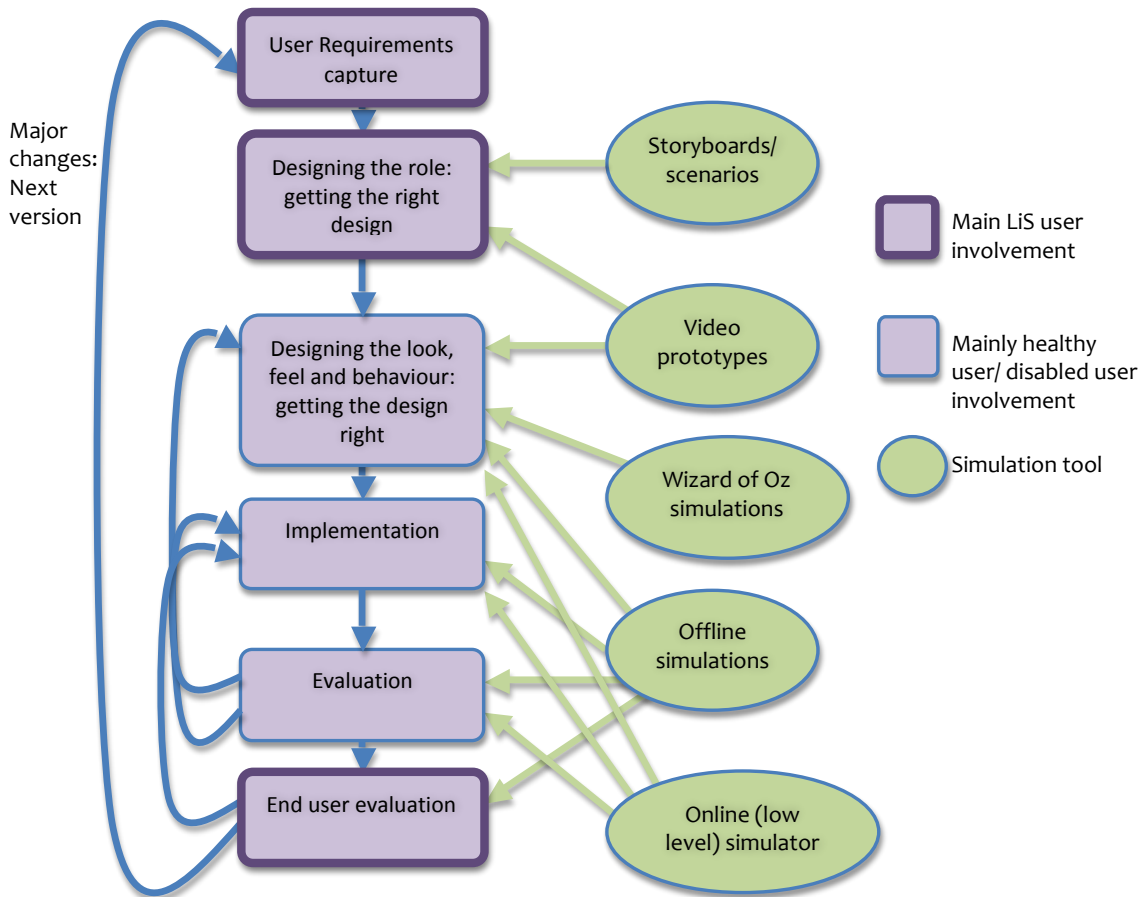 User Requirements
capture
Major
changes:
Next
version
Designing the role:
getting the right
design
Storyboards/
scenarios
Main LiS user
involvement
Designing the look,
feel and behaviour:
getting the design
right
Video
prototypes
Mainly healthy
user/ disabled user
involvement
Wizard of Oz
simulations
Simulation tool
Implementation
Offline
simulations
Evaluation
End user evaluation
Online (low
level) simulator